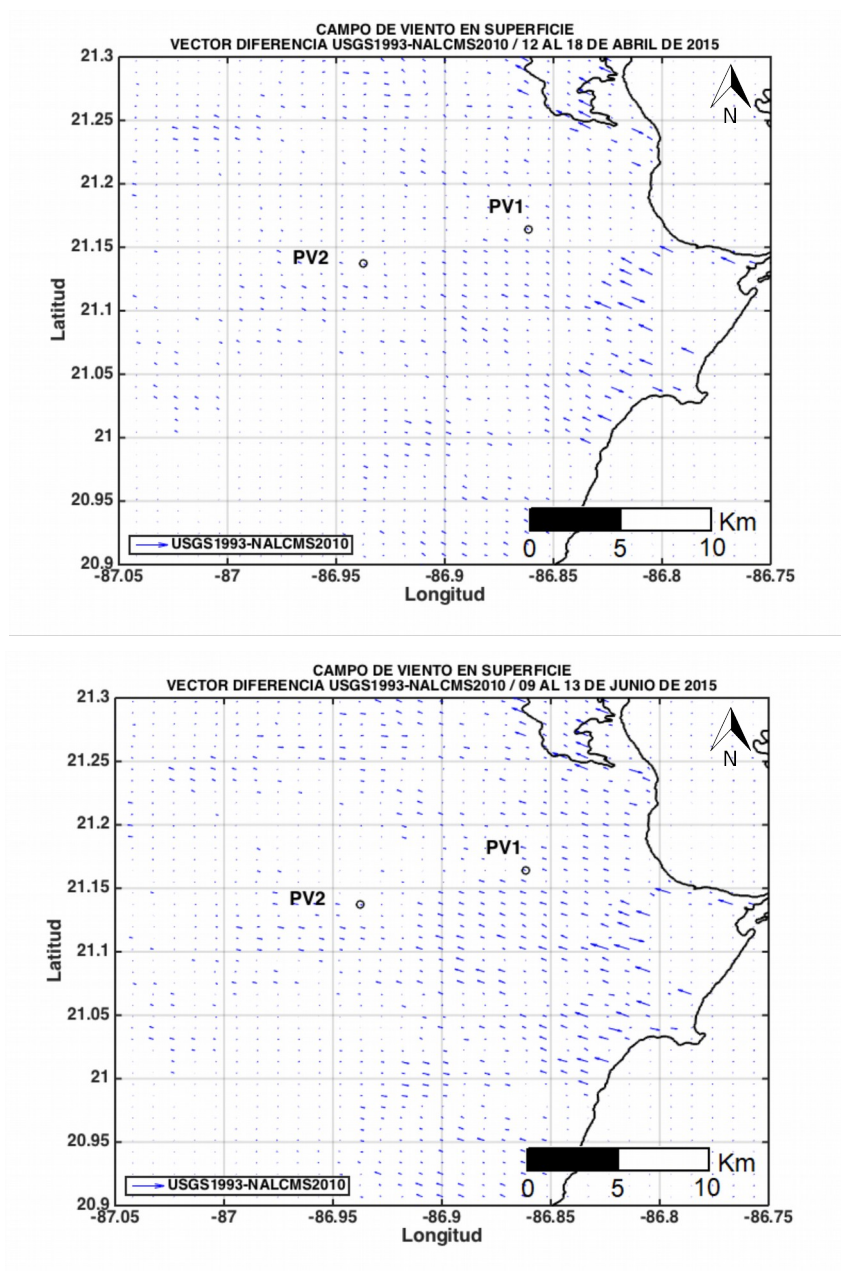 CAMPO DE VIENTO EN SUPERFICIE
VECTOR DIFERENCIA USGS1993-NALCMS2010 / 12 AL 18 DE ABRIL DE 2015
21.3
21.25
21.2
21.15
21.1
21.05
21
20.95
20.9
Latitud
N
PV1
PV2
USGS1993-NALCMS2010
Km
0 5 10
-87.05 -87 -86.95 -86.9 -86.85 -86.8 -86.75
Longitud
CAMPO DE VIENTO EN SUPERFICIE
VECTOR DIFERENCIA USGS1993-NALCMS2010 / 09 AL 13 DE JUNIO DE 2015
21.3
21.25
21.2
21.15
21.1
21.05
21
20.95
20.9
Latitud
N
PV1
PV2
USGS1993-NALCMS2010
Km
0 5 10
-87.05 -87 -86.95 -86.9 -86.85 -86.8 -86.75
Longitud